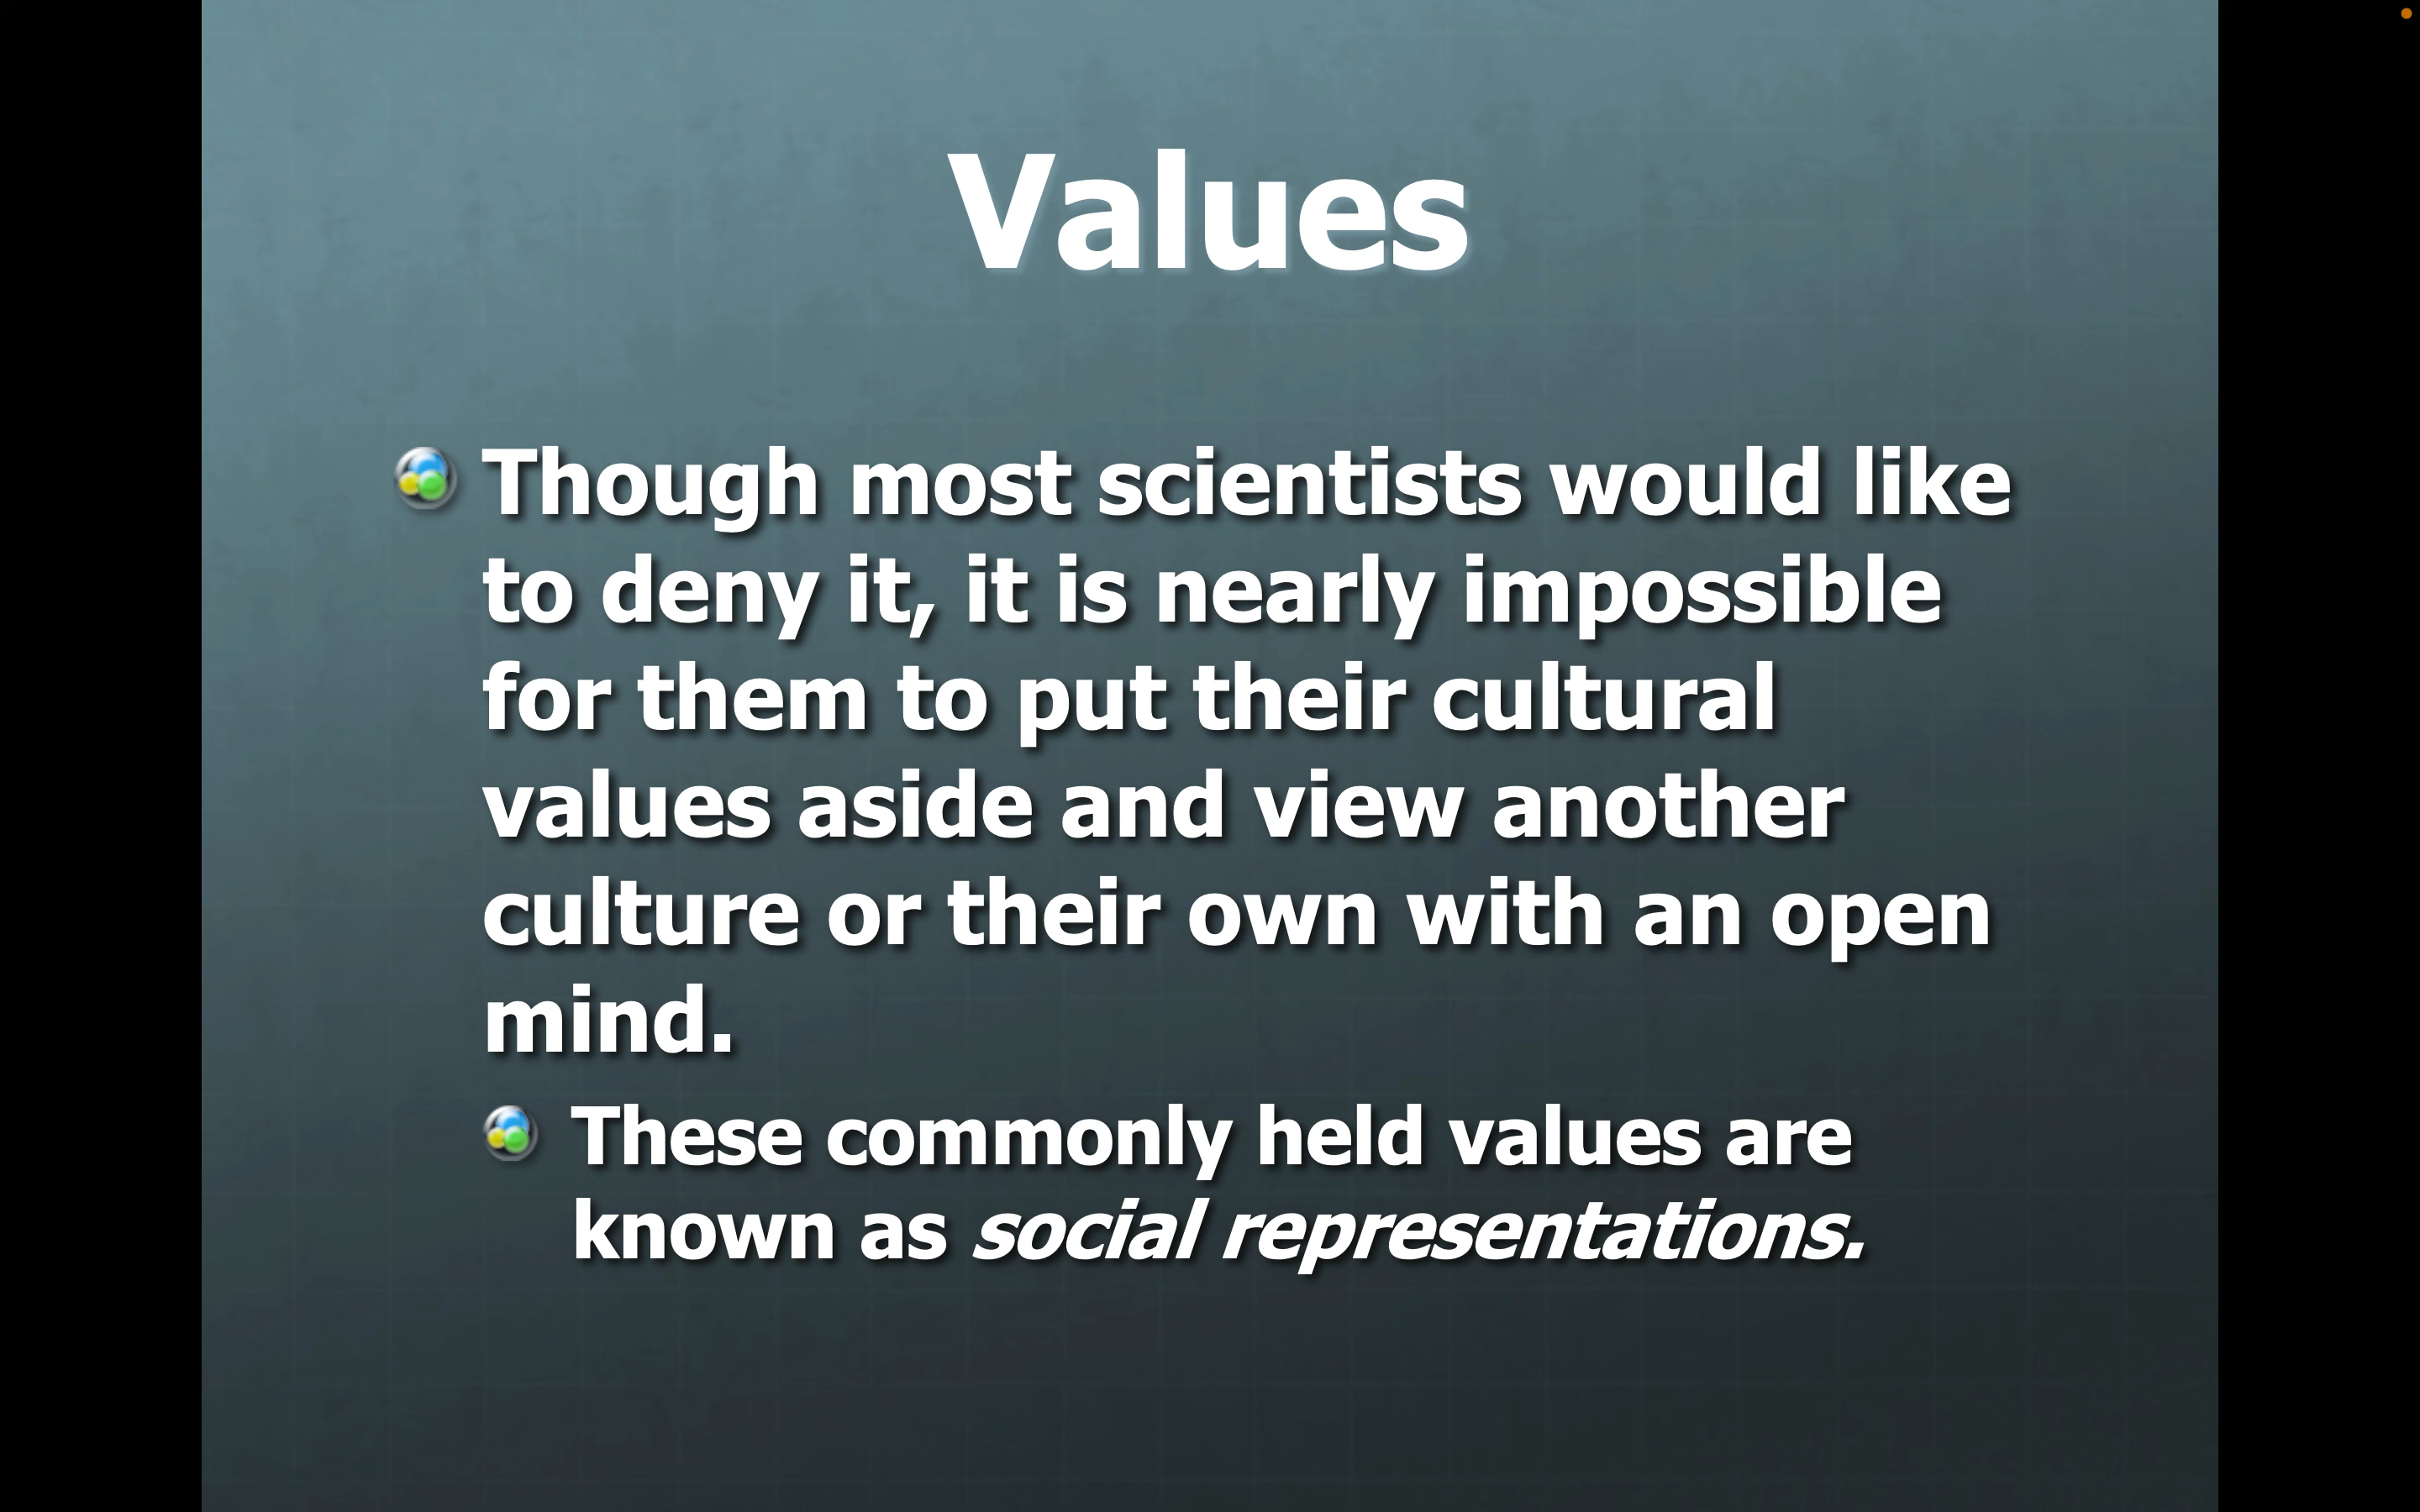 Values
Though most scientists would like
to deny it, it is nearly impossible
for them to put their cultural
values aside and view another
culture or their own with an open
mind.
These commonly held values are
known as social representations.